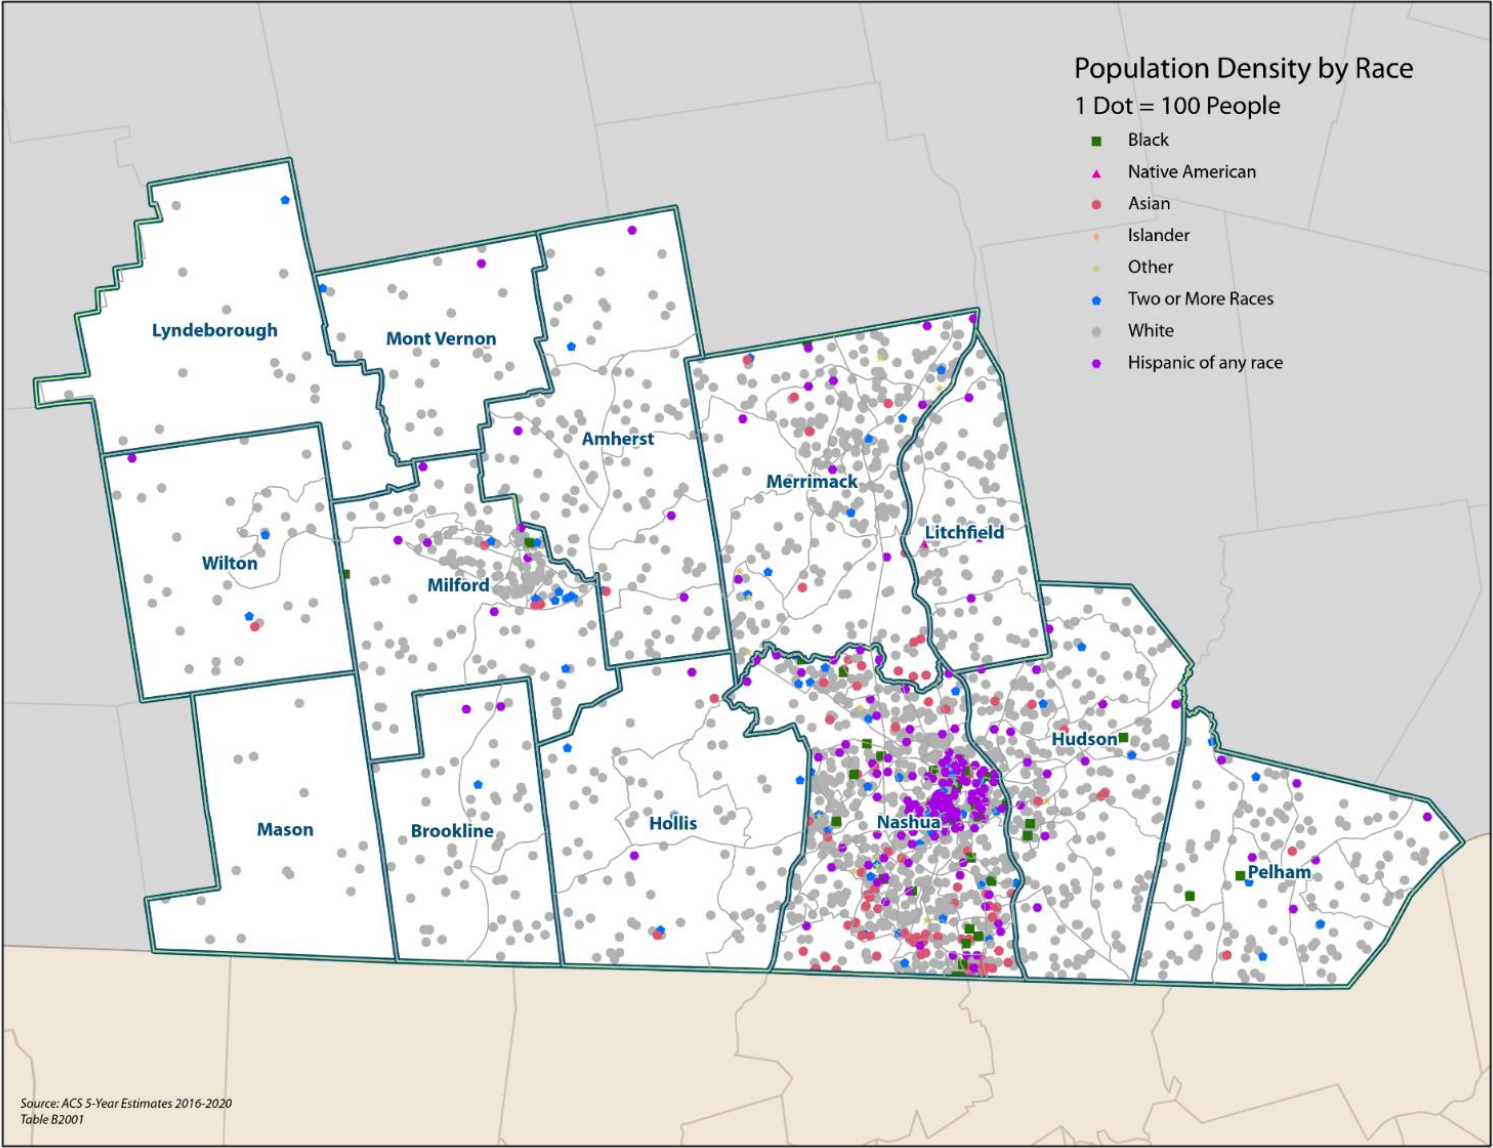 Population Density by Race
1 Dot = 100 People
Black
Native American
Asian
Islander
Other
Two or More Races
White
Hispanic of any race
Lyndeborough
Mont Vernon
Amherst
Merrimack
Litchfield
Wilton
Milford
Hudson
Mason
Brookline
Hollis
Nashua
Pelham
Source: ACS 5-Year Estimates 2016-2020
Table B2001